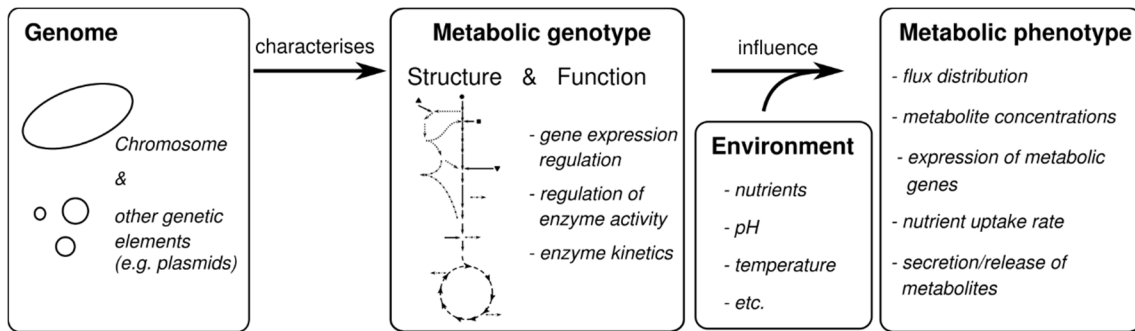 Genome
Chromosome
&
other genetic
elements
(e.g. plasmids)
characterises
Metabolic genotype
Structure & Function
- gene expression
regulation
- regulation of
enzyme activity
- enzyme kinetics
influence
Environment
- nutrients
- pH
- temperature
- etc.
Metabolic phenotype
- flux distribution
- metabolite concentrations
- expression of metabolic
genes
- nutrient uptake rate
- secretion/release of
metabolites